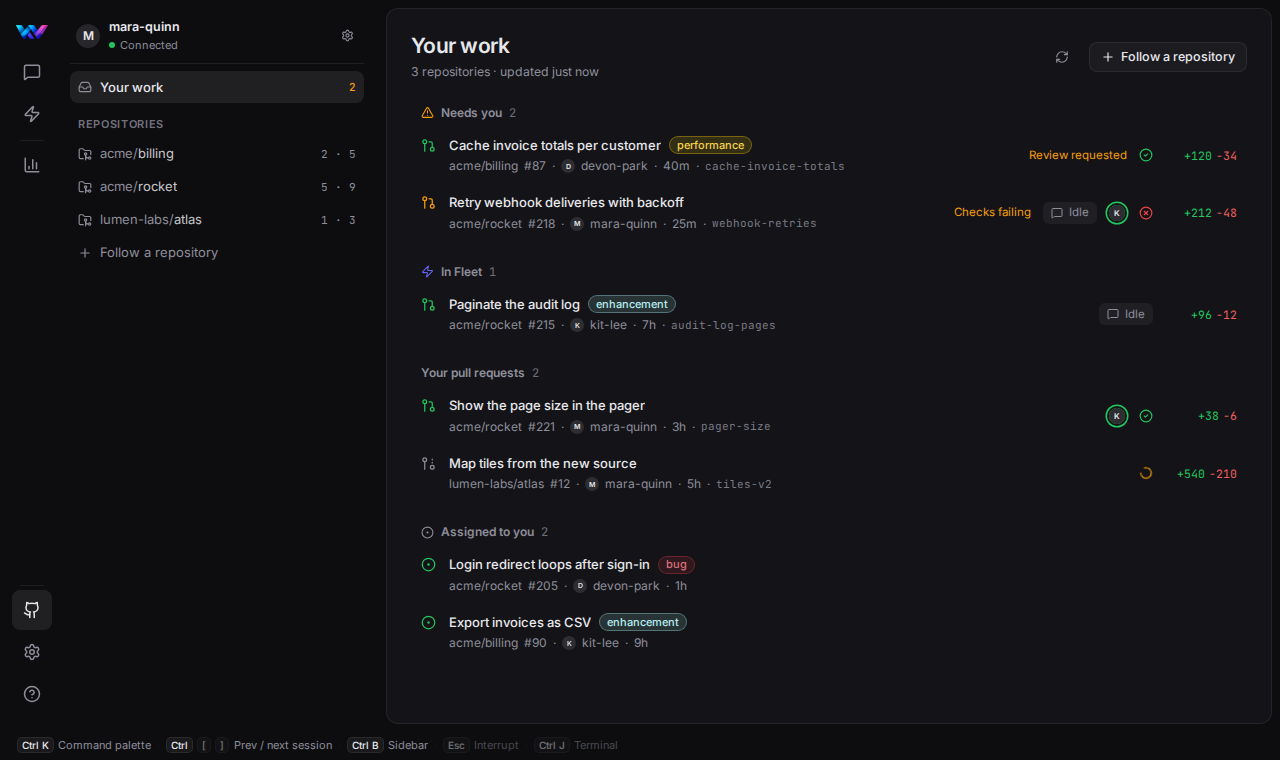 M mara-quinn
Connected
Your work 2
REPOSITORIES
acme/billing 2 · 5
acme/rocket 5 · 9
lumen-labs/atlas 1 · 3
Follow a repository
Your work
3 repositories · updated just now
Follow a repository
Needs you 2
Cache invoice totals per customer performance
acme/billing #87 · D devon-park · 40m · cache-invoice-totals
Review requested +120 -34
Retry webhook deliveries with backoff
acme/rocket #218 · M mara-quinn · 25m · webhook-retries
Checks failing Idle K +212 -48
In Fleet 1
Paginate the audit log enhancement
acme/rocket #215 · K kit-lee · 7h · audit-log-pages
Idle +96 -12
Your pull requests 2
Show the page size in the pager
acme/rocket #221 · M mara-quinn · 3h · pager-size
K +38 -6
Map tiles from the new source
lumen-labs/atlas #12 · M mara-quinn · 5h · tiles-v2
+540 -210
Assigned to you 2
Login redirect loops after sign-in bug
acme/rocket #205 · D devon-park · 1h
Export invoices as CSV enhancement
acme/billing #90 · K kit-lee · 9h
Ctrl K Command palette Ctrl [ ] Prev / next session Ctrl B Sidebar Esc Interrupt Ctrl J Terminal